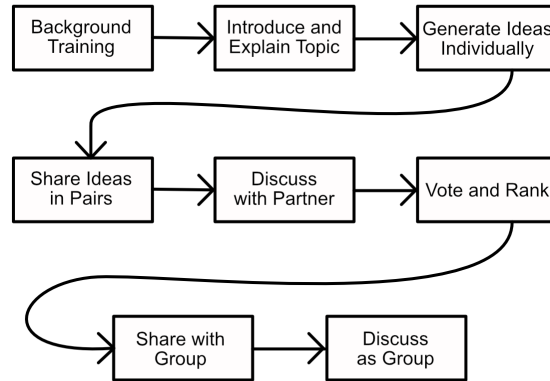 Background
Training
Introduce and
Explain Topic
Generate Ideas
Individually
Share Ideas
in Pairs
Discuss
with Partner
Vote and Rank
Share with
Group
Discuss
as Group